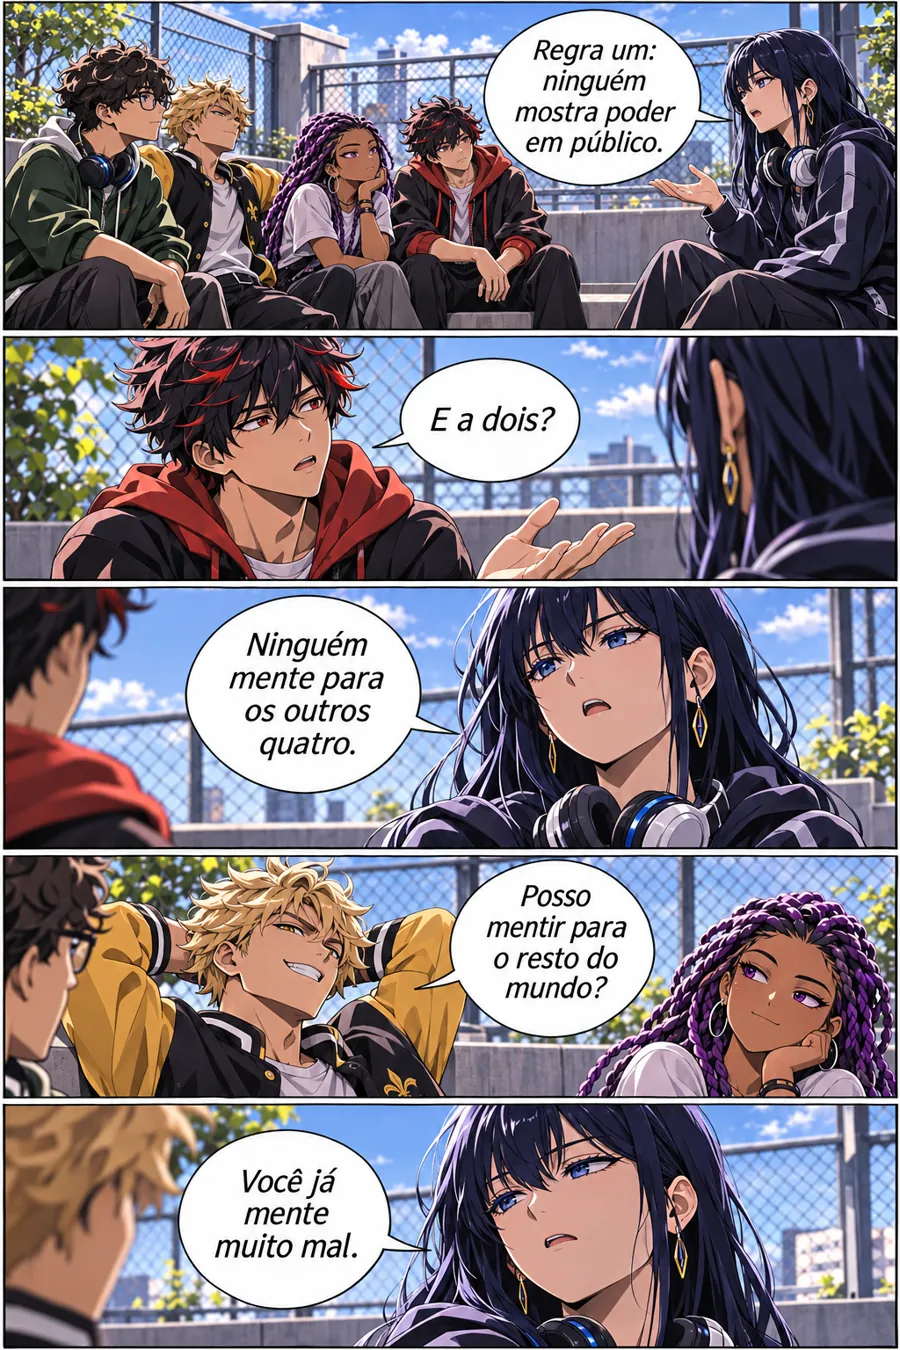 Regra um:
ninguém
mostra poder
em público.
E a dois?
Ninguém
mente para
os outros
quatro.
Posso
mentir para
o resto do
mundo?
Você já
mente
muito mal.